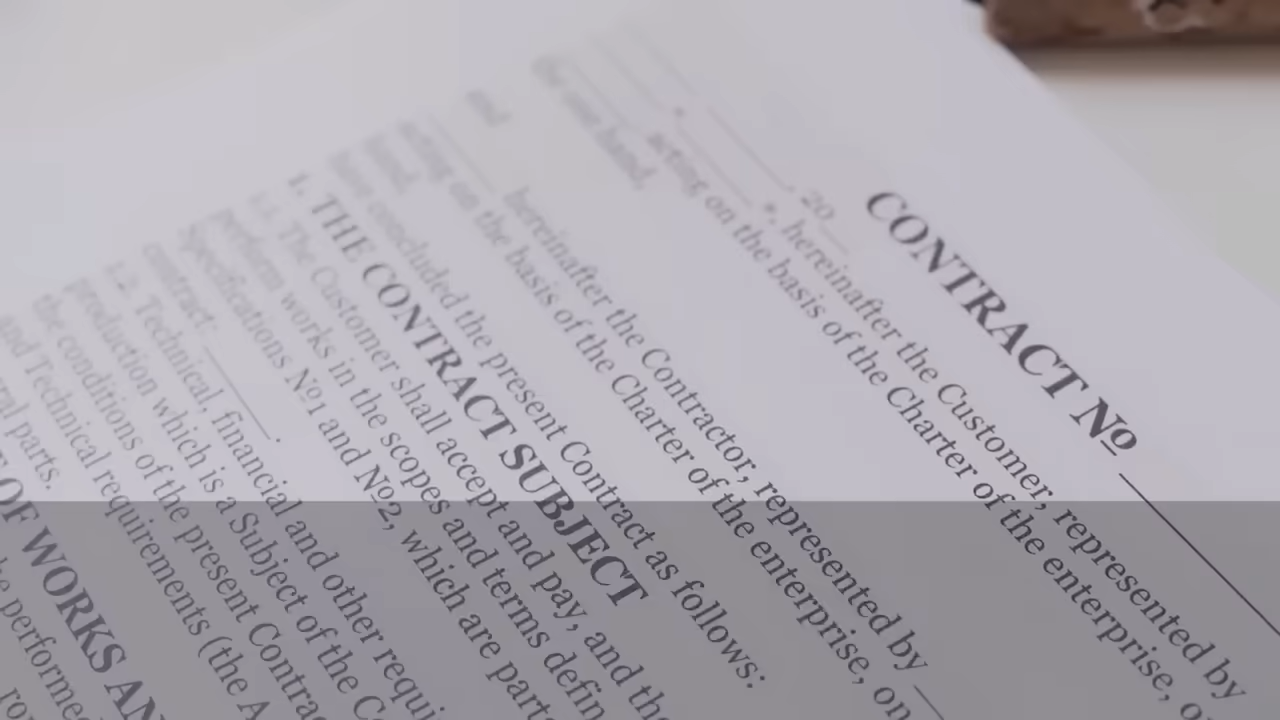 CONTRACT №
20
", hereinafter the Customer, represented by
acting on the basis of the Charter of the enterprise, o
the one hand,
and
hereinafter the Contractor, represented by
acting on the basis of the Charter of the enterprise, on
hand,
have concluded the present Contract as follows:
1. THE CONTRACT SUBJECT
1.1. The Customer shall accept and pay, and the
perform works in the scopes and terms defin
Specifications №1 and №2, which are parts
contract:
1.2. Technical, financial and other requi
production which is a Subject of the Co
the conditions of the present Contra
and Technical requirements (the A
ral parts.
OF WORKS AN
e performed